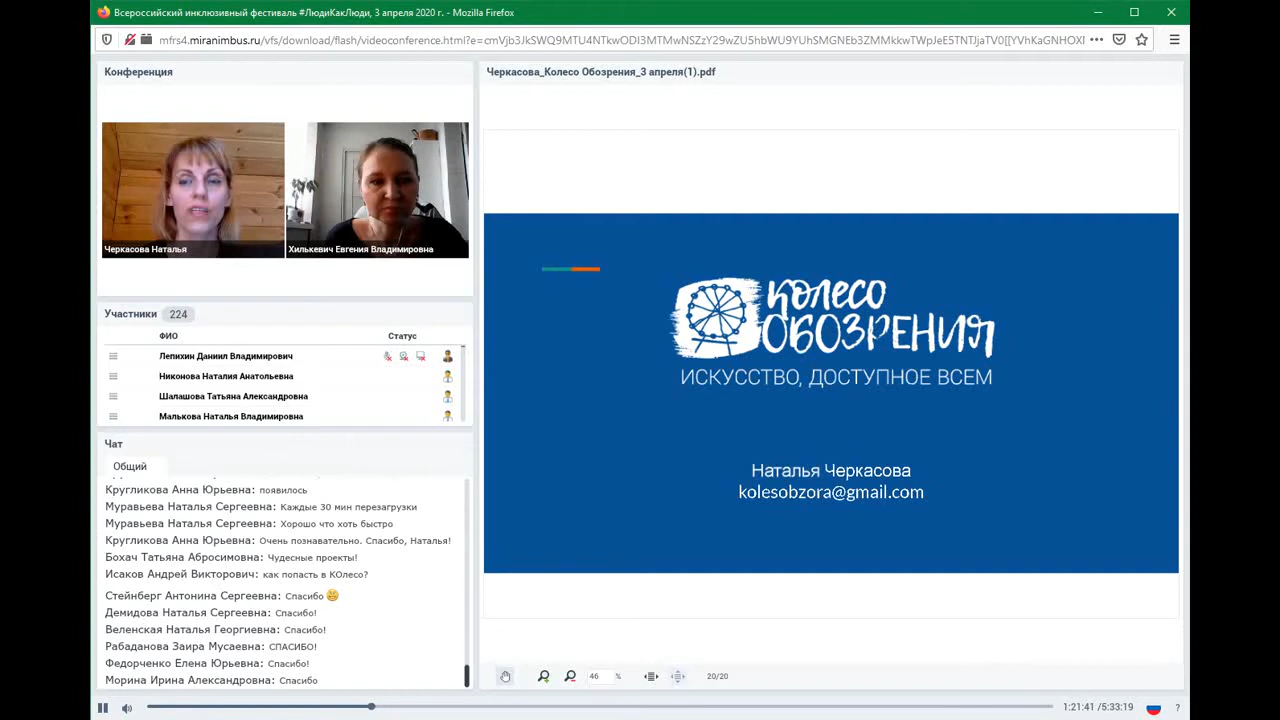 Всероссийский инклюзивный фестиваль #ЛюдиКакЛюди, 3 апреля 2020 г. - Mozilla Firefox
Конференция
Черкасова Наталья
Хилькевич Евгения Владимировна
Участники 224
ФИО Статус
Лепихин Даниил Владимирович
Никонова Наталия Анатольевна
Шалашова Татьяна Александровна
Малькова Наталья Владимировна
Чат
Общий
Кругликова Анна Юрьевна: появилось
Муравьева Наталья Сергеевна: Каждые 30 мин перезагрузки
Муравьева Наталья Сергеевна: Хорошо что хоть быстро
Кругликова Анна Юрьевна: Очень познавательно. Спасибо, Наталья!
Бохач Татьяна Абросимовна: Чудесные проекты!
Исаков Андрей Викторович: как попасть в КОлесо?
Стейнберг Антонина Сергеевна: Спасибо
Демидова Наталья Сергеевна: Спасибо!
Веленская Наталья Георгиевна: Спасибо!
Рабаданова Заира Мусаевна: СПАСИБО!
Федорченко Елена Юрьевна: Спасибо!
Морина Ирина Александровна: Спасибо
Черкасова_Колесо Обозрения_3 апреля(1).pdf
колесо
ОБОЗРЕНИЯ
ИСКУССТВО, ДОСТУПНОЕ ВСЕМ
Наталья Черкасова
kolesobzora@gmail.com
46 % 20/20
1:21:41 /5:33:19 ?